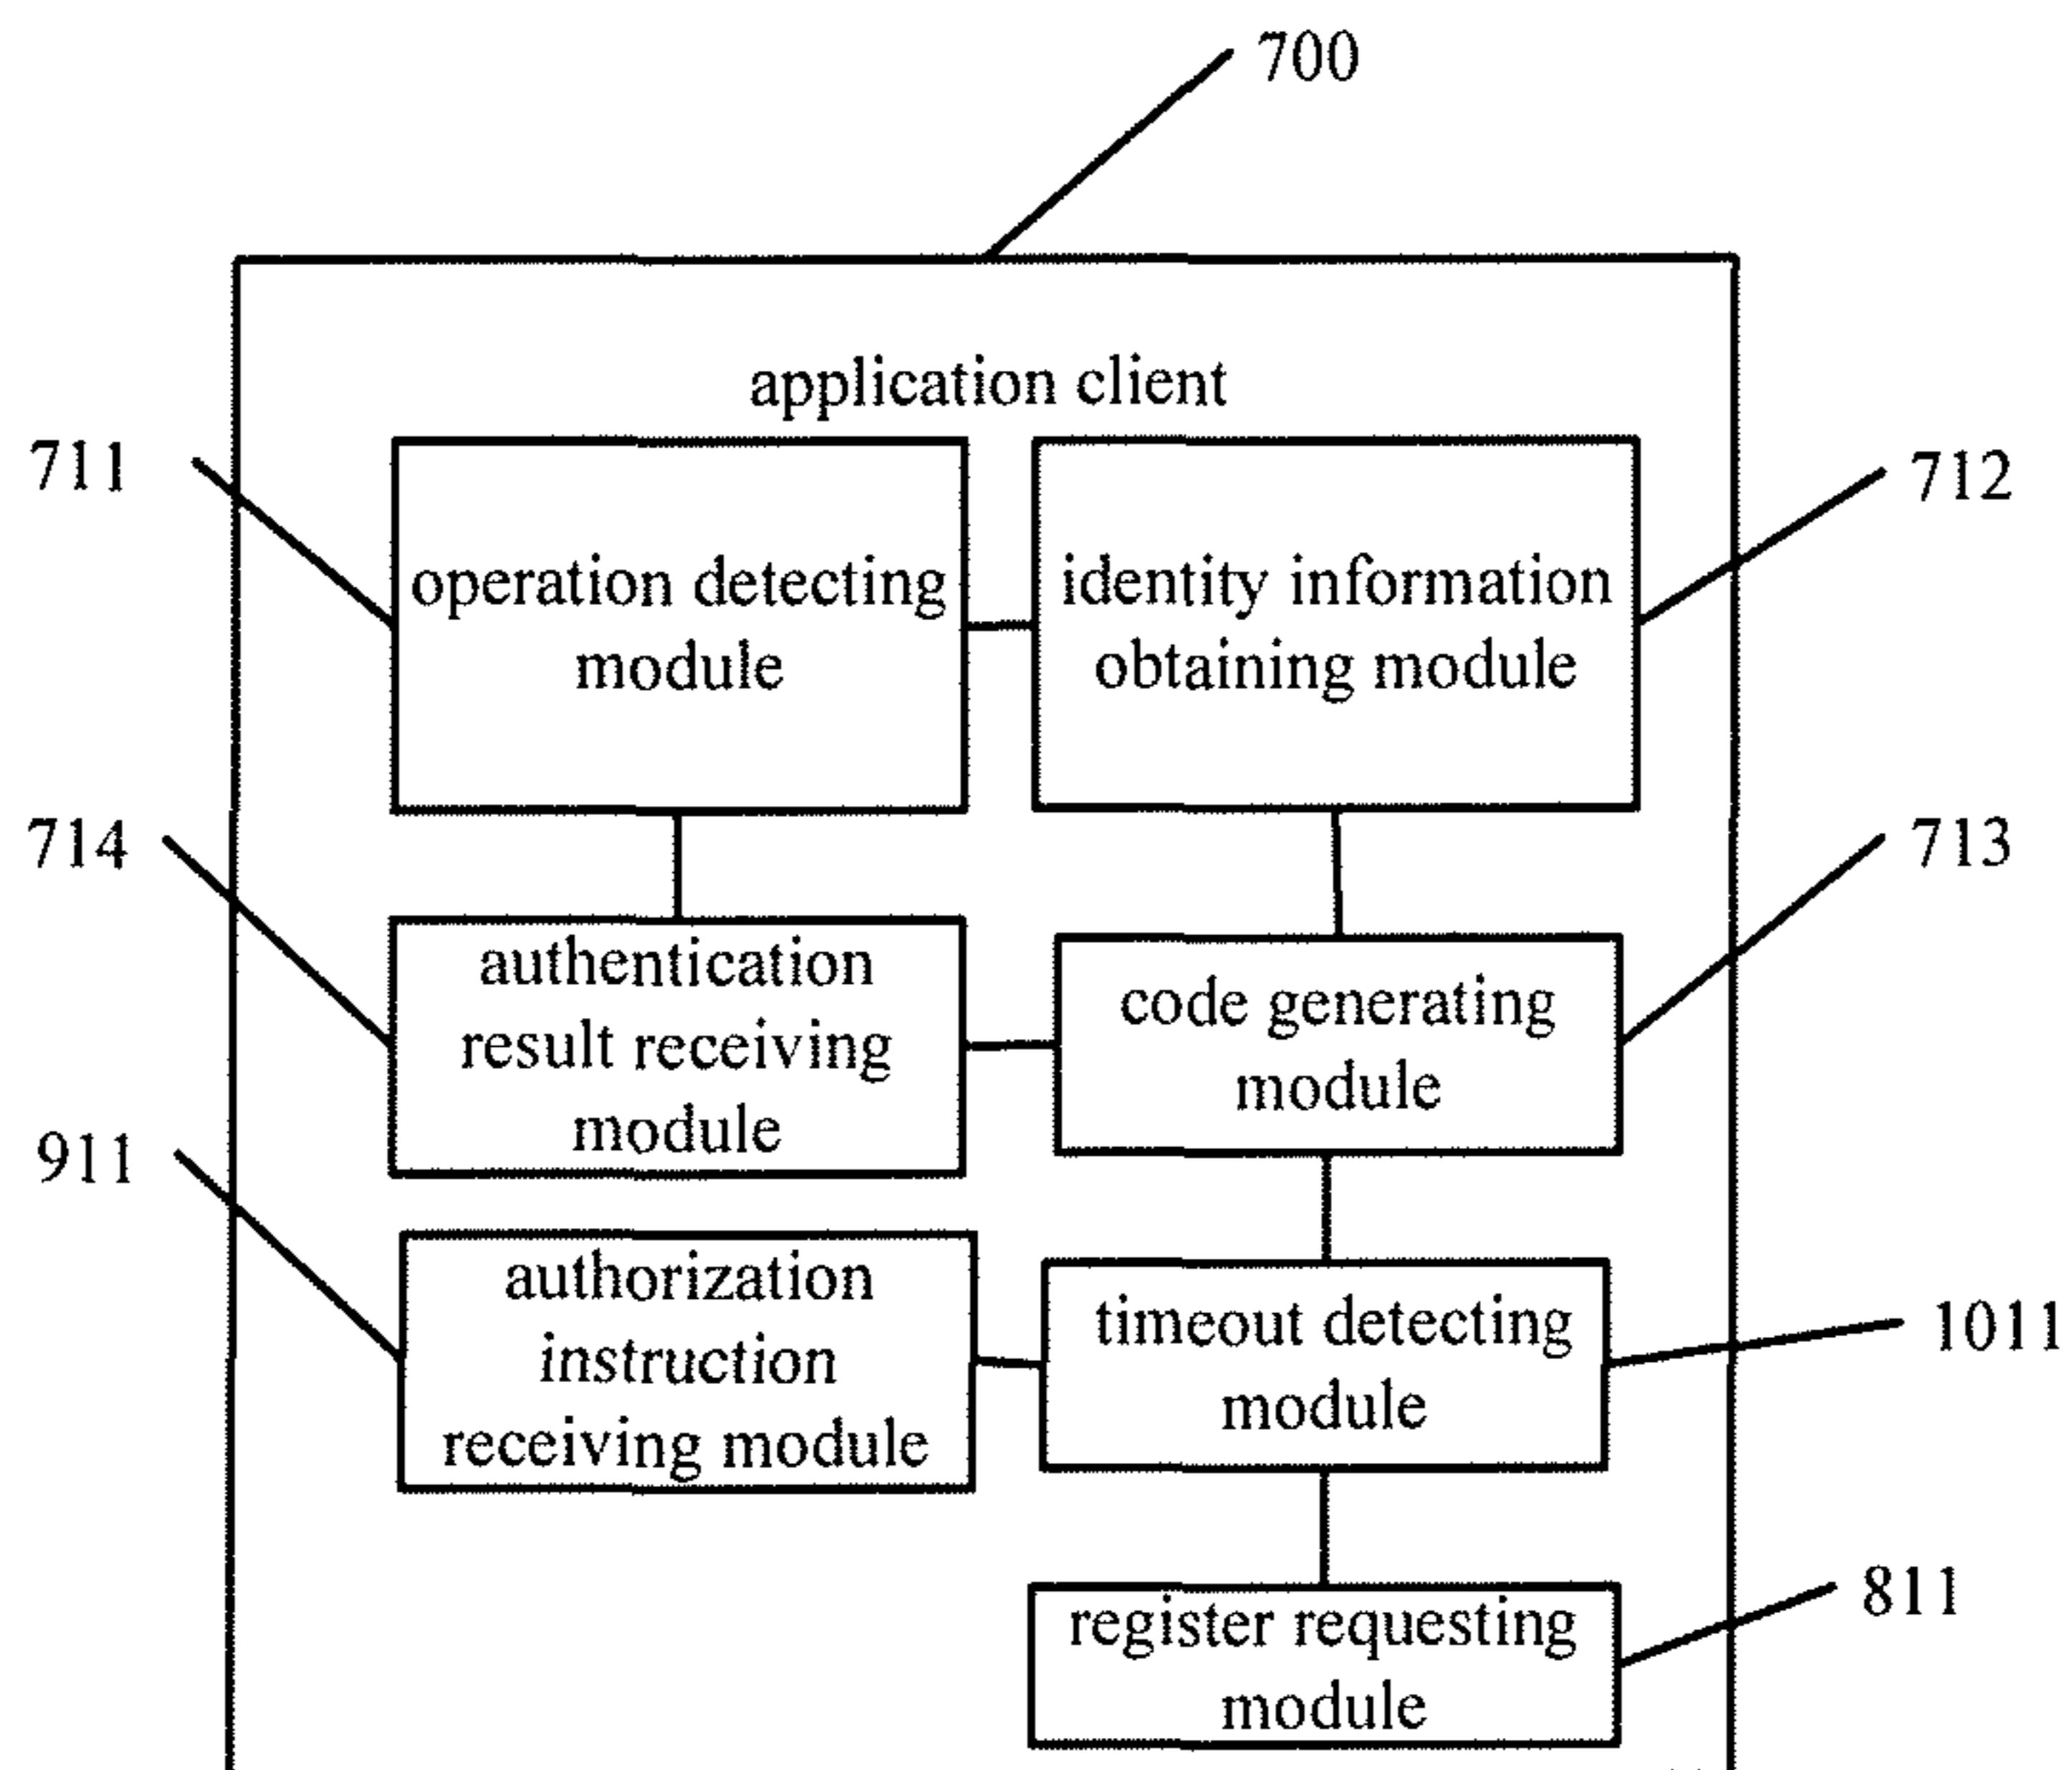 700
application client
711
operation detecting
module
identity information
obtaining module
712
714
authentication
result receiving
module
code generating
module
713
911
authorization
instruction
receiving module
timeout detecting
module
1011
register requesting
module
811